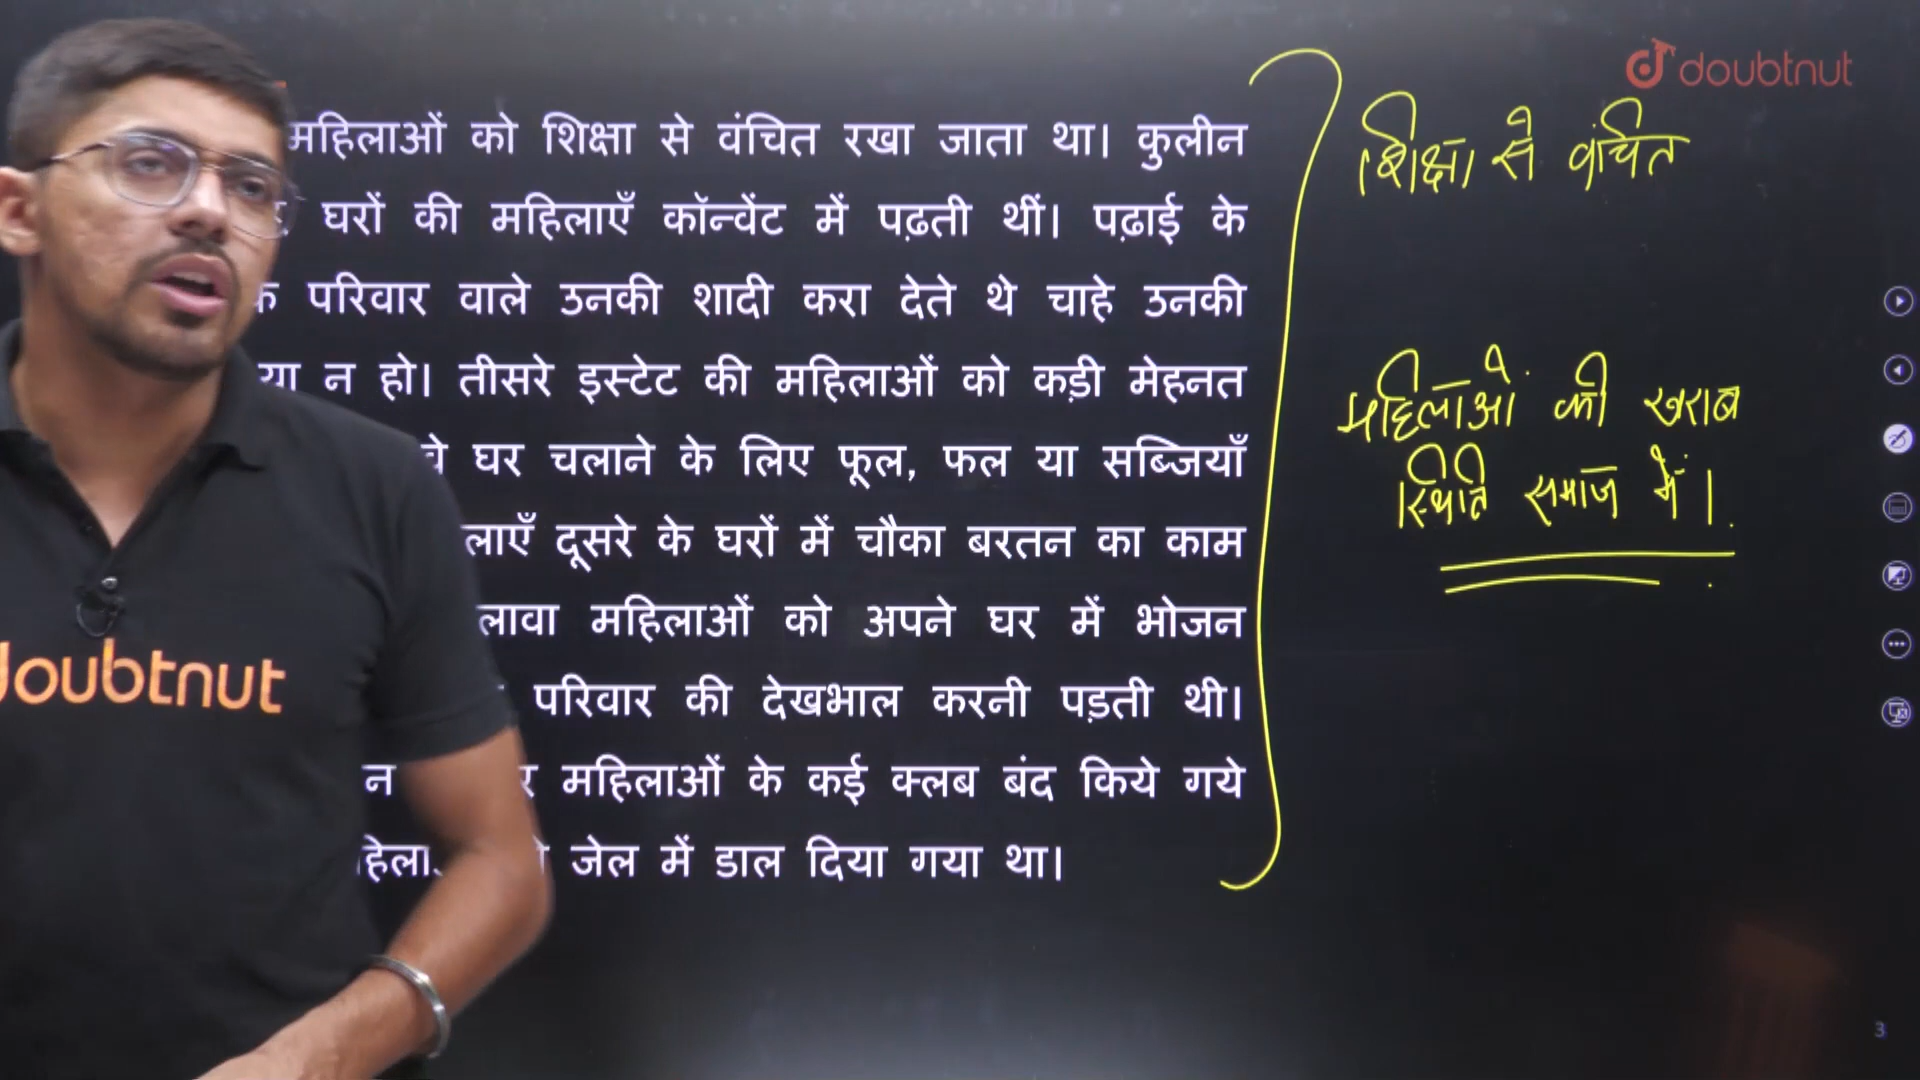 doubtnut
महिलाओं को शिक्षा से वंचित रखा जाता था। कुलीन
घरों की महिलाएँ कॉन्वेंट में पढ़ती थीं। पढ़ाई के
परिवार वाले उनकी शादी करा देते थे चाहे उनकी
या न हो। तीसरे इस्टेट की महिलाओं को कड़ी मेहनत
वे घर चलाने के लिए फूल, फल या सब्जियाँ
लाएँ दूसरे के घरों में चौका बरतन का काम
लावा महिलाओं को अपने घर में भोजन
परिवार की देखभाल करनी पड़ती थी।
न र महिलाओं के कई क्लब बंद किये गये
हिला जेल में डाल दिया गया था।
शिक्षा से वंचित
महिलाओं की खराब
स्थिति समाज में।
doubtnut
3